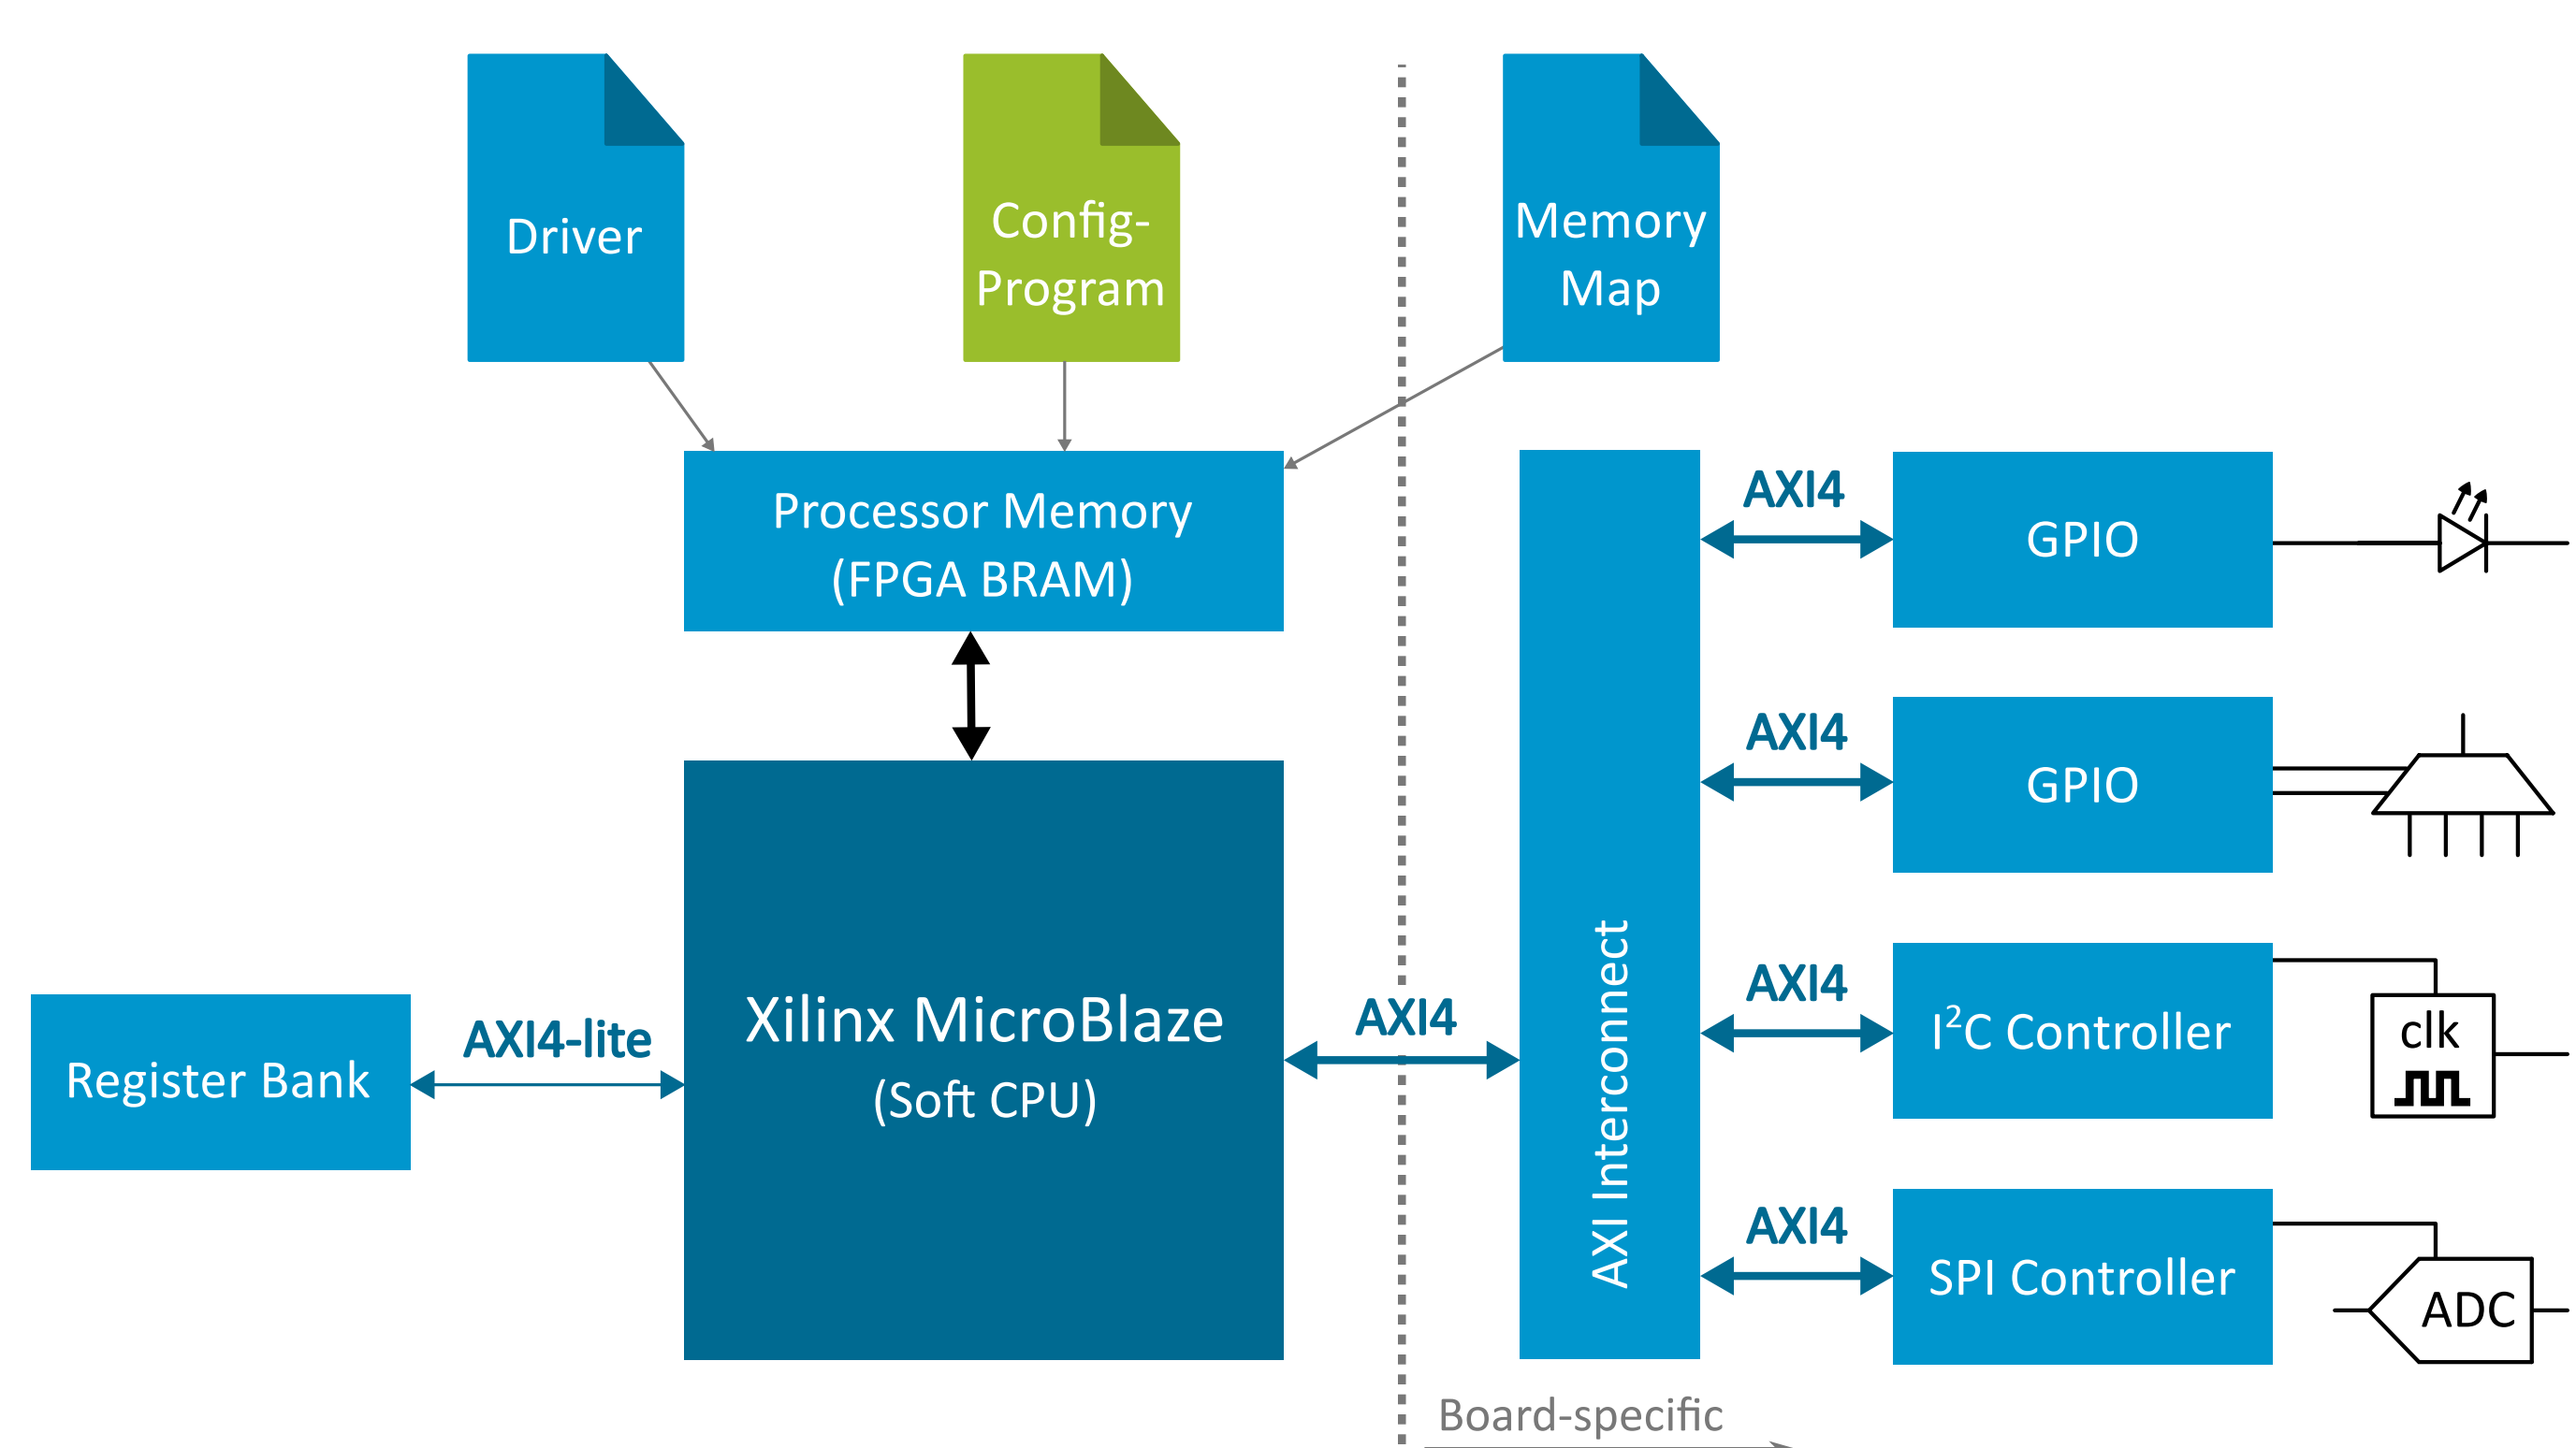 Driver
Config-
Program
Memory
Map
Processor Memory
(FPGA BRAM)
AXI4
GPIO
AXI4
GPIO
Register Bank
AXI4-lite
Xilinx MicroBlaze
(Soft CPU)
AXI4
AXI Interconnect
AXI4
I²C Controller
clk
AXI4
SPI Controller
ADC
Board-specific